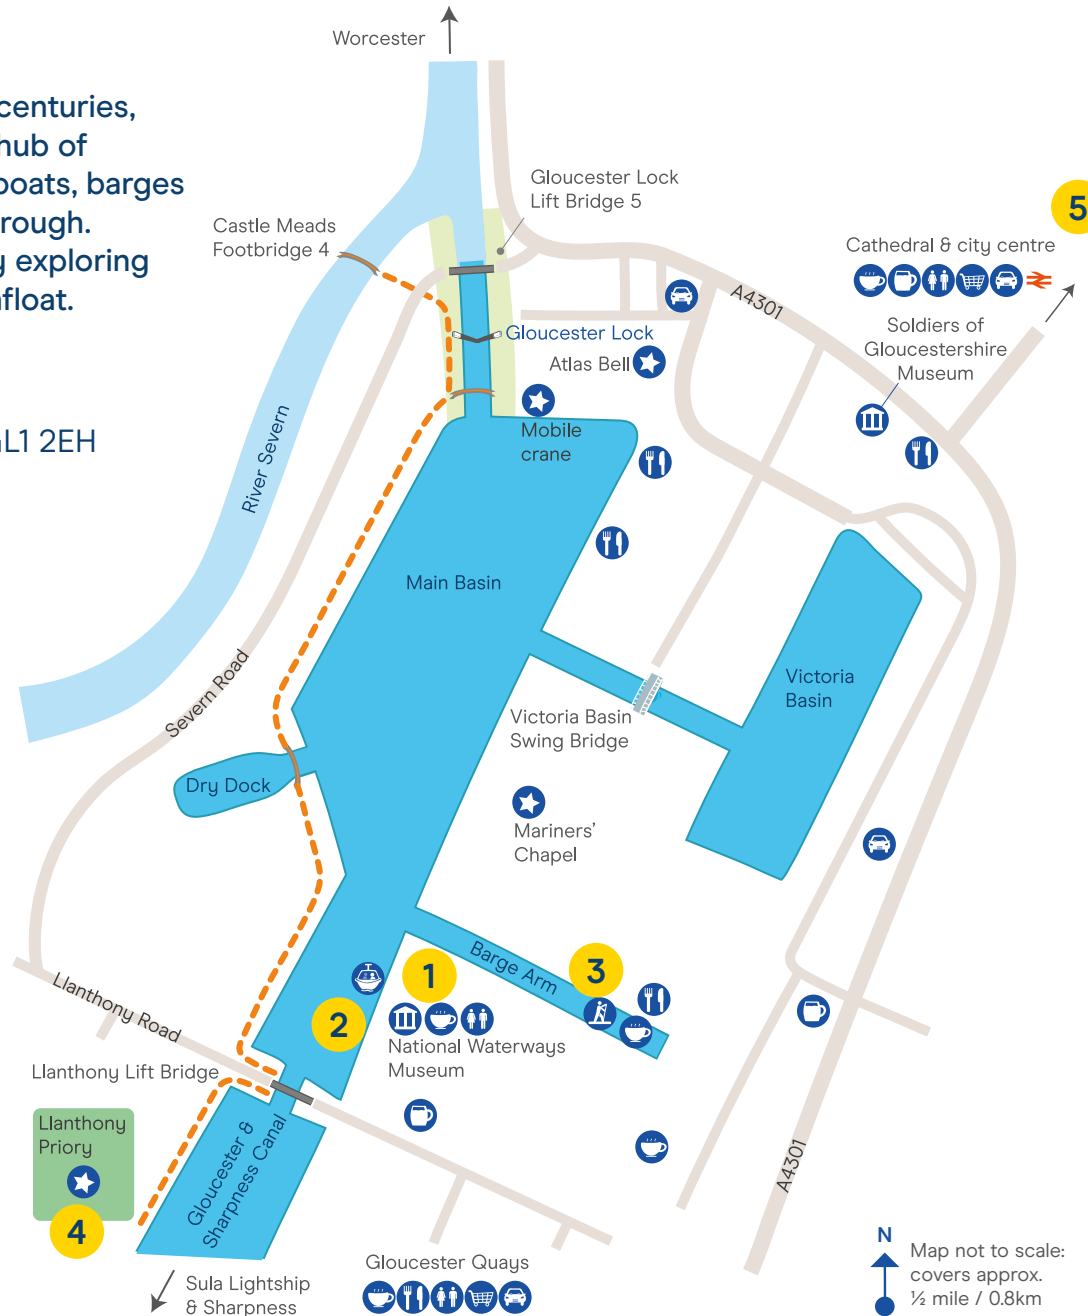 Worcester
centuries,
hub of
boats, barges
rough.
y exploring
afloat.
L1 2EH
Gloucester Lock
Lift Bridge 5
Castle Meads
Footbridge 4
5
Cathedral & city centre
A4301
Soldiers of
Gloucestershire
Museum
Gloucester Lock
Atlas Bell
Mobile
crane
River Severn
Main Basin
Severn Road
Victoria
Basin
Victoria Basin
Swing Bridge
Dry Dock
Mariners'
Chapel
Barge Arm
1
3
2
Llanthony Road
National Waterways
Museum
Llanthony Lift Bridge
Llanthony
Priory
4
Gloucester &
Sharpness Canal
A4301
Gloucester Quays
Sula Lightship
& Sharpness
N
Map not to scale:
covers approx.
½ mile / 0.8km